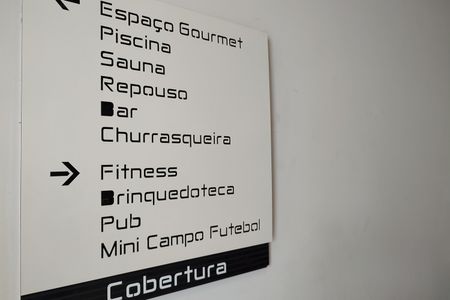 Espaço Gourmet
Piscina
Sauna
Repouso
Bar
Churrasqueira
Fitness
Brinquedoteca
Pub
Mini Campo Futebol
Cobertura